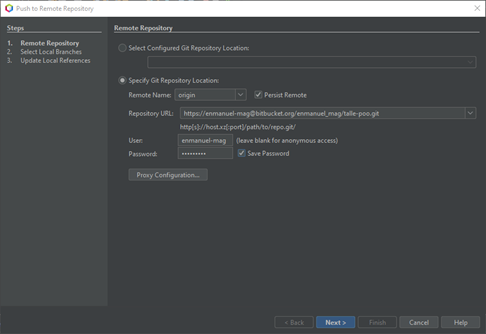 Push to Remote Repository
Steps
1. Remote Repository
2. Select Local Branches
3. Update Local References
Remote Repository
Select Configured Git Repository Location:
Specify Git Repository Location:
Remote Name: origin Persist Remote
Repository URL: https://enmanuel-mag@bitbucket.org/enmanuel_mag/talle-poo.git
http[s]://host.xz[:port]/path/to/repo.git/
User: enmanuel-mag (leave blank for anonymous access)
Password: ••••••••• Save Password
Proxy Configuration...
< Back Next > Finish Cancel Help